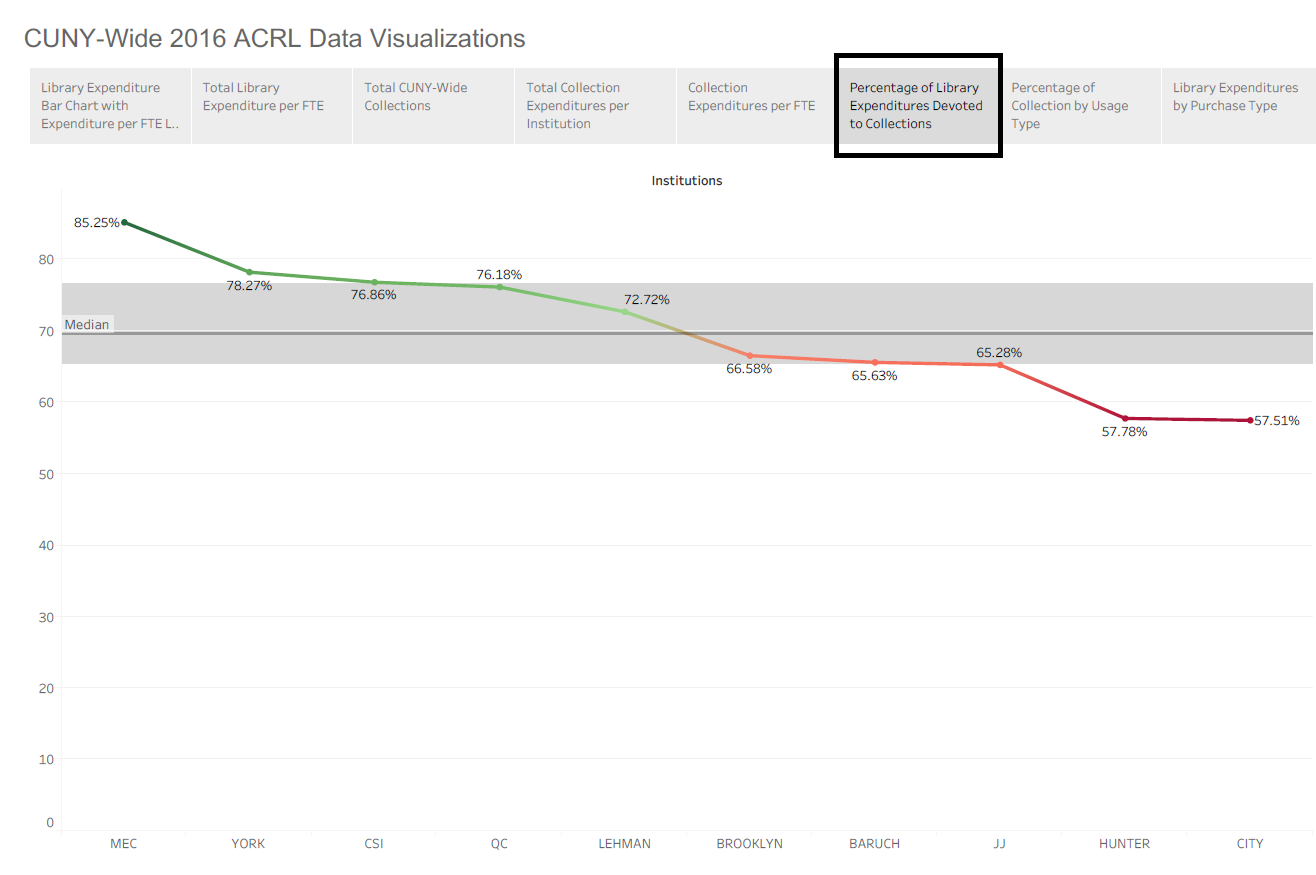 CUNY-Wide 2016 ACRL Data Visualizations
Library Expenditure
Bar Chart with
Expenditure per FTE L..
Total Library
Expenditure per FTE
Total CUNY-Wide
Collections
Total Collection
Expenditures per
Institution
Collection
Expenditures per FTE
Percentage of Library
Expenditures Devoted
to Collections
Percentage of
Collection by Usage
Type
Library Expenditures
by Purchase Type
Institutions
85.25%
78.27%
76.86%
76.18%
72.72%
66.58%
65.63%
65.28%
57.78%
57.51%
Median
80
70
60
50
40
30
20
10
0
MEC
YORK
CSI
QC
LEHMAN
BROOKLYN
BARUCH
JJ
HUNTER
CITY